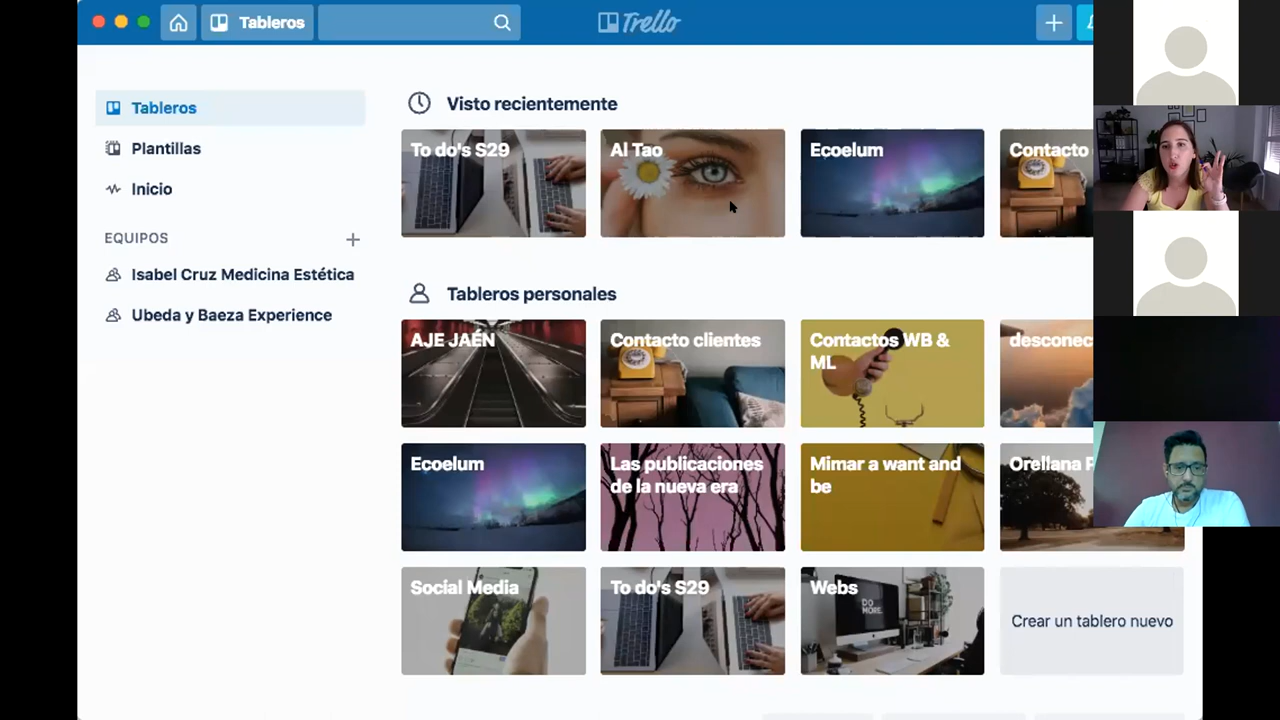 Tableros
Trello
Tableros
Plantillas
Inicio
EQUIPOS
Isabel Cruz Medicina Estética
Ubeda y Baeza Experience
Visto recientemente
To do's S29
Al Tao
Ecoelum
Contacto
Tableros personales
AJE JAÉN
Contacto clientes
Contactos WB &
ML
desconec
Ecoelum
Las publicaciones
de la nueva era
Mimar a want and
be
Orellana
Social Media
To do's S29
Webs
DO
MORE.
Crear un tablero nuevo